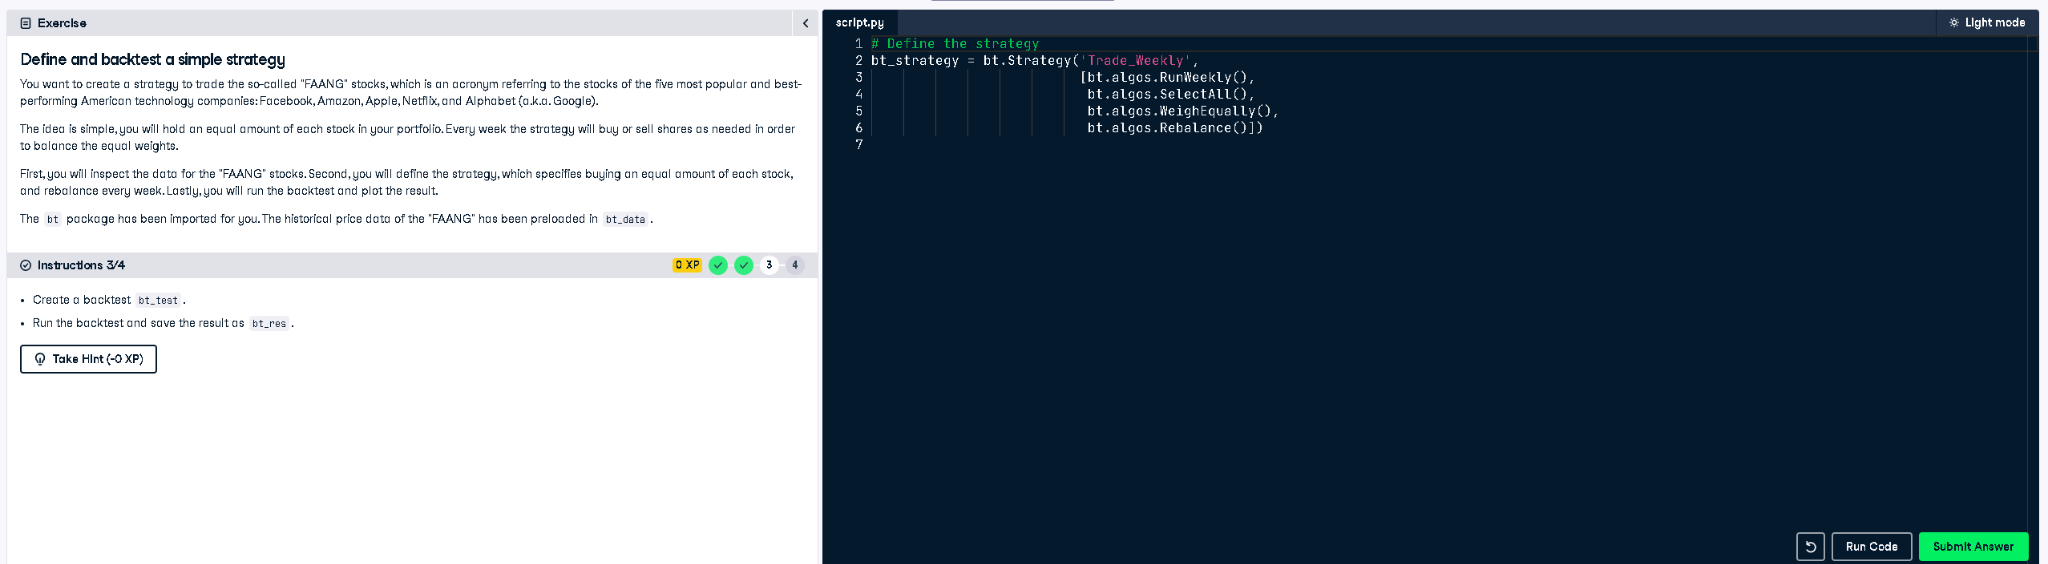 Exercise
Define and backtest a simple strategy
You want to create a strategy to trade the so-called "FAANG" stocks, which is an acronym referring to the stocks of the five most popular and best-
performing American technology companies: Facebook, Amazon, Apple, Netflix, and Alphabet (a.k.a. Google).
The idea is simple, you will hold an equal amount of each stock in your portfolio. Every week the strategy will buy or sell shares as needed in order
to balance the equal weights.
First, you will inspect the data for the "FAANG" stocks. Second, you will define the strategy, which specifies buying an equal amount of each stock,
and rebalance every week. Lastly, you will run the backtest and plot the result.
The bt package has been imported for you. The historical price data of the "FAANG" has been preloaded in bt_data.
Instructions 3/4
0 XP
3
4
• Create a backtest bt_test.
• Run the backtest and save the result as bt_res.
Take Hint (-0 XP)
script.py
Light mode
1 # Define the strategy
2 bt_strategy = bt.Strategy('Trade_Weekly',
3 [bt.algos.RunWeekly(),
4 bt.algos.SelectAll(),
5 bt.algos.WeighEqually(),
6 bt.algos.Rebalance()])
7
Run Code
Submit Answer